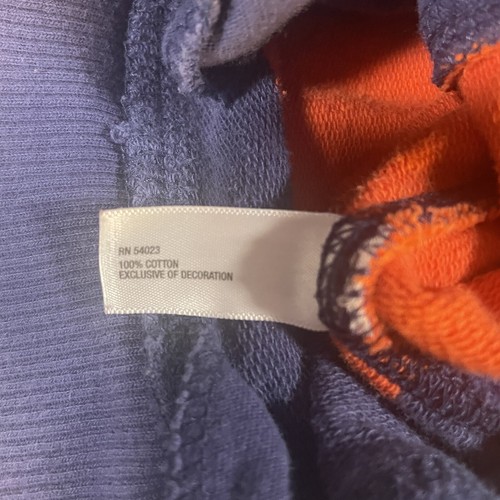 RN 54023
100% COTTON
EXCLUSIVE OF DECORATION